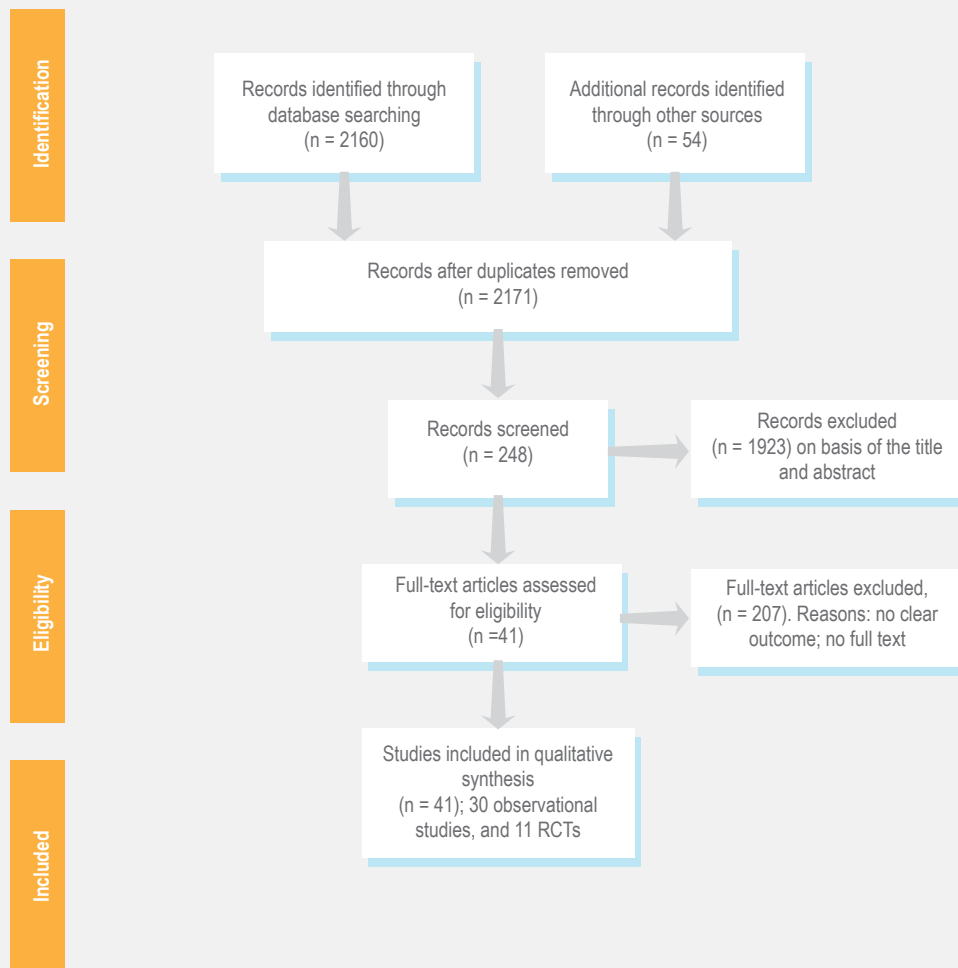 Identification
Records identified through
database searching
(n = 2160)
Additional records identified
through other sources
(n = 54)
Records after duplicates removed
(n = 2171)
Screening
Records screened
(n = 248)
Records excluded
(n = 1923) on basis of the title
and abstract
Eligibility
Full-text articles assessed
for eligibility
(n =41)
Full-text articles excluded,
(n = 207). Reasons: no clear
outcome; no full text
Included
Studies included in qualitative
synthesis
(n = 41); 30 observational
studies, and 11 RCTs